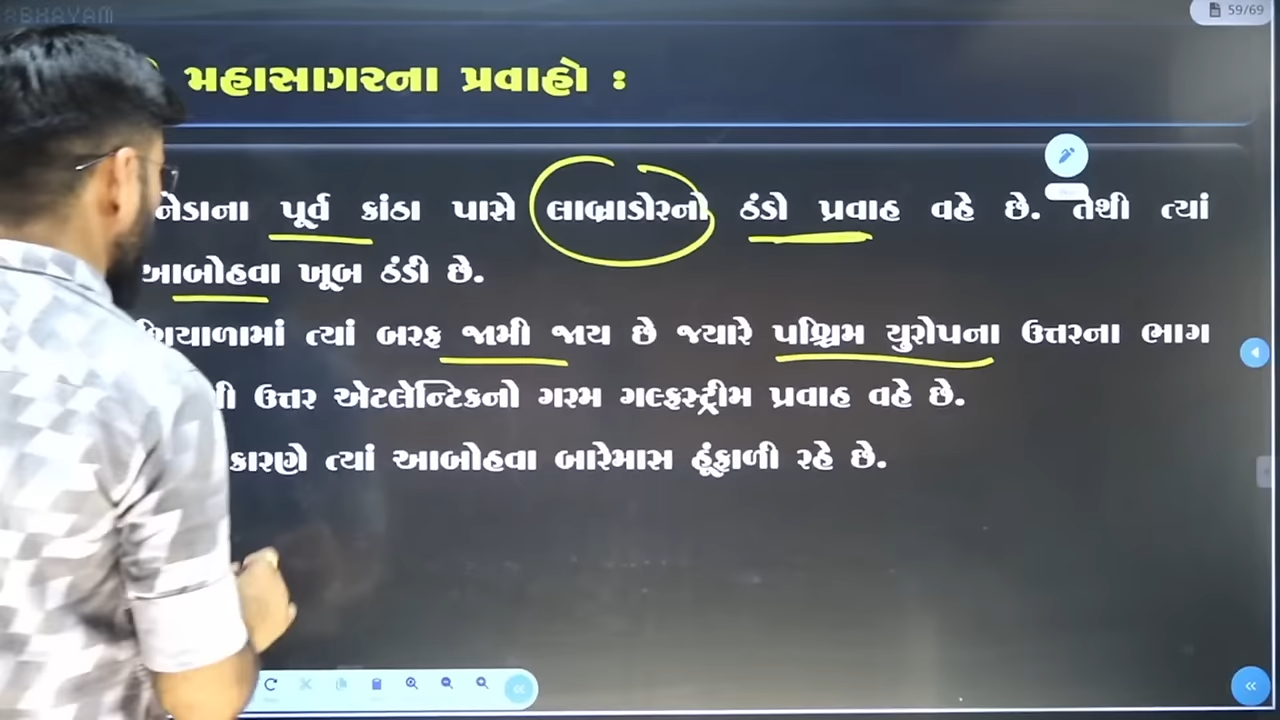 ABHAYAM
59/69
મહાસાગરના પ્રવાહો :
પૂર્વ કાંઠા પાસે લાબ્રાડોરનો ઠંડો પ્રવાહ વહે છે. તેથી ત્યાં
આબોહવા ખૂબ ઠંડી છે.
શિયાળામાં ત્યાં બરફ જામી જાય છે જ્યારે પશ્ચિમ યુરોપના ઉત્તરના ભાગ
ઉત્તર એટલેન્ટિકનો ગરમ ગલ્ફસ્ટ્રીમ પ્રવાહ વહે છે.
કારણે ત્યાં આબોહવા બારેમાસ હૂંફાળી રહે છે.